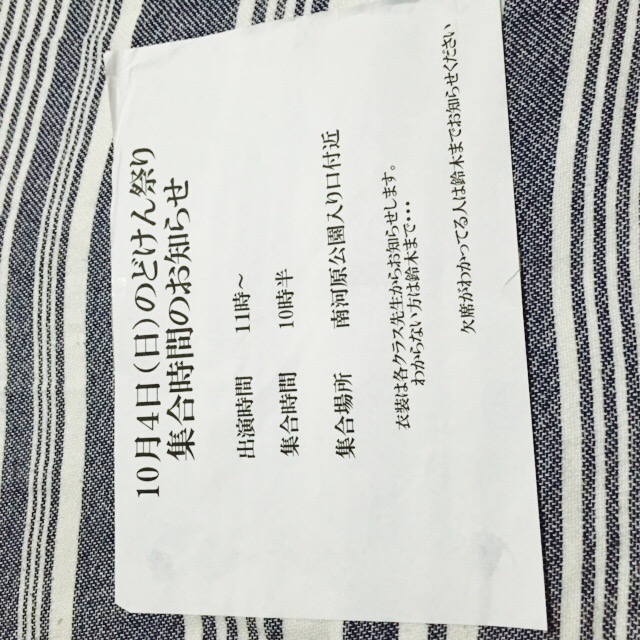 10月4日(日)のどけん祭り
集合時間のお知らせ
出演時間 11時～
集合時間 10時半
集合場所 南河原公園入り口付近
衣装は各クラス先生からお知らせします。
わからない方は鈴木まで・・・
欠席がわかってる人は鈴木までお知らせください